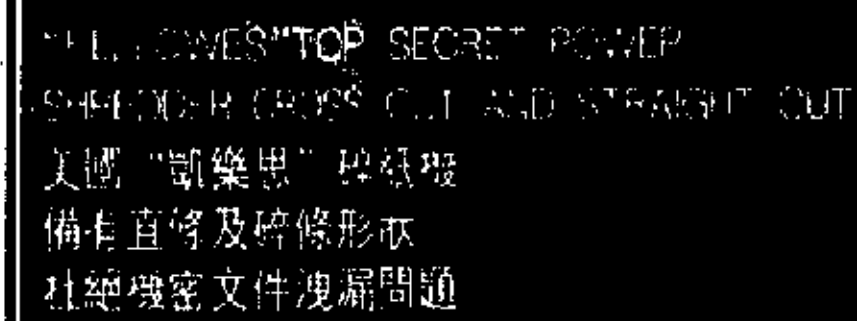 "FELLOWES" TOP SECRET POWER
SHREDDER CROSS CUT AND STRAIGHT CUT
美國“凱樂思”碎紙機
備有直條及碎條形狀
杜絕機密文件洩漏問題